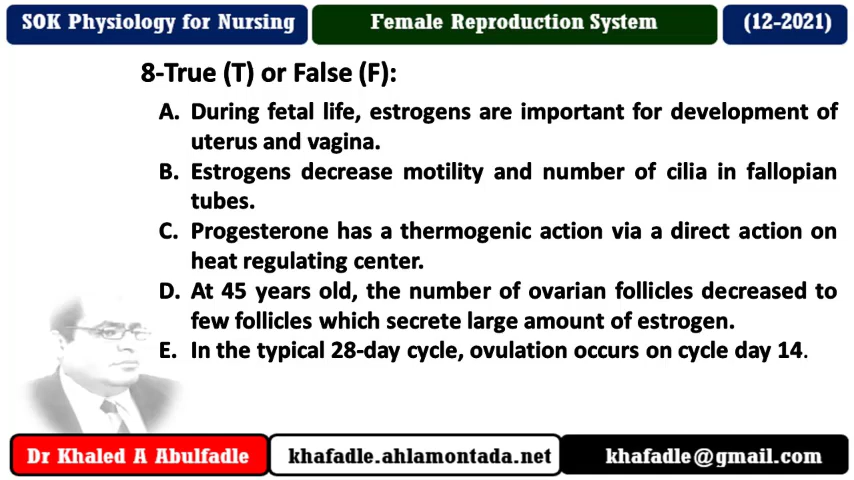 SOK Physiology for Nursing
Female Reproduction System
(12-2021)
8-True (T) or False (F):
A. During fetal life, estrogens are important for development of
uterus and vagina.
B. Estrogens decrease motility and number of cilia in fallopian
tubes.
C. Progesterone has a thermogenic action via a direct action on
heat regulating center.
D. At 45 years old, the number of ovarian follicles decreased to
few follicles which secrete large amount of estrogen.
E. In the typical 28-day cycle, ovulation occurs on cycle day 14.
Dr Khaled A Abulfadle
khafadle.ahlamontada.net
khafadle@gmail.com